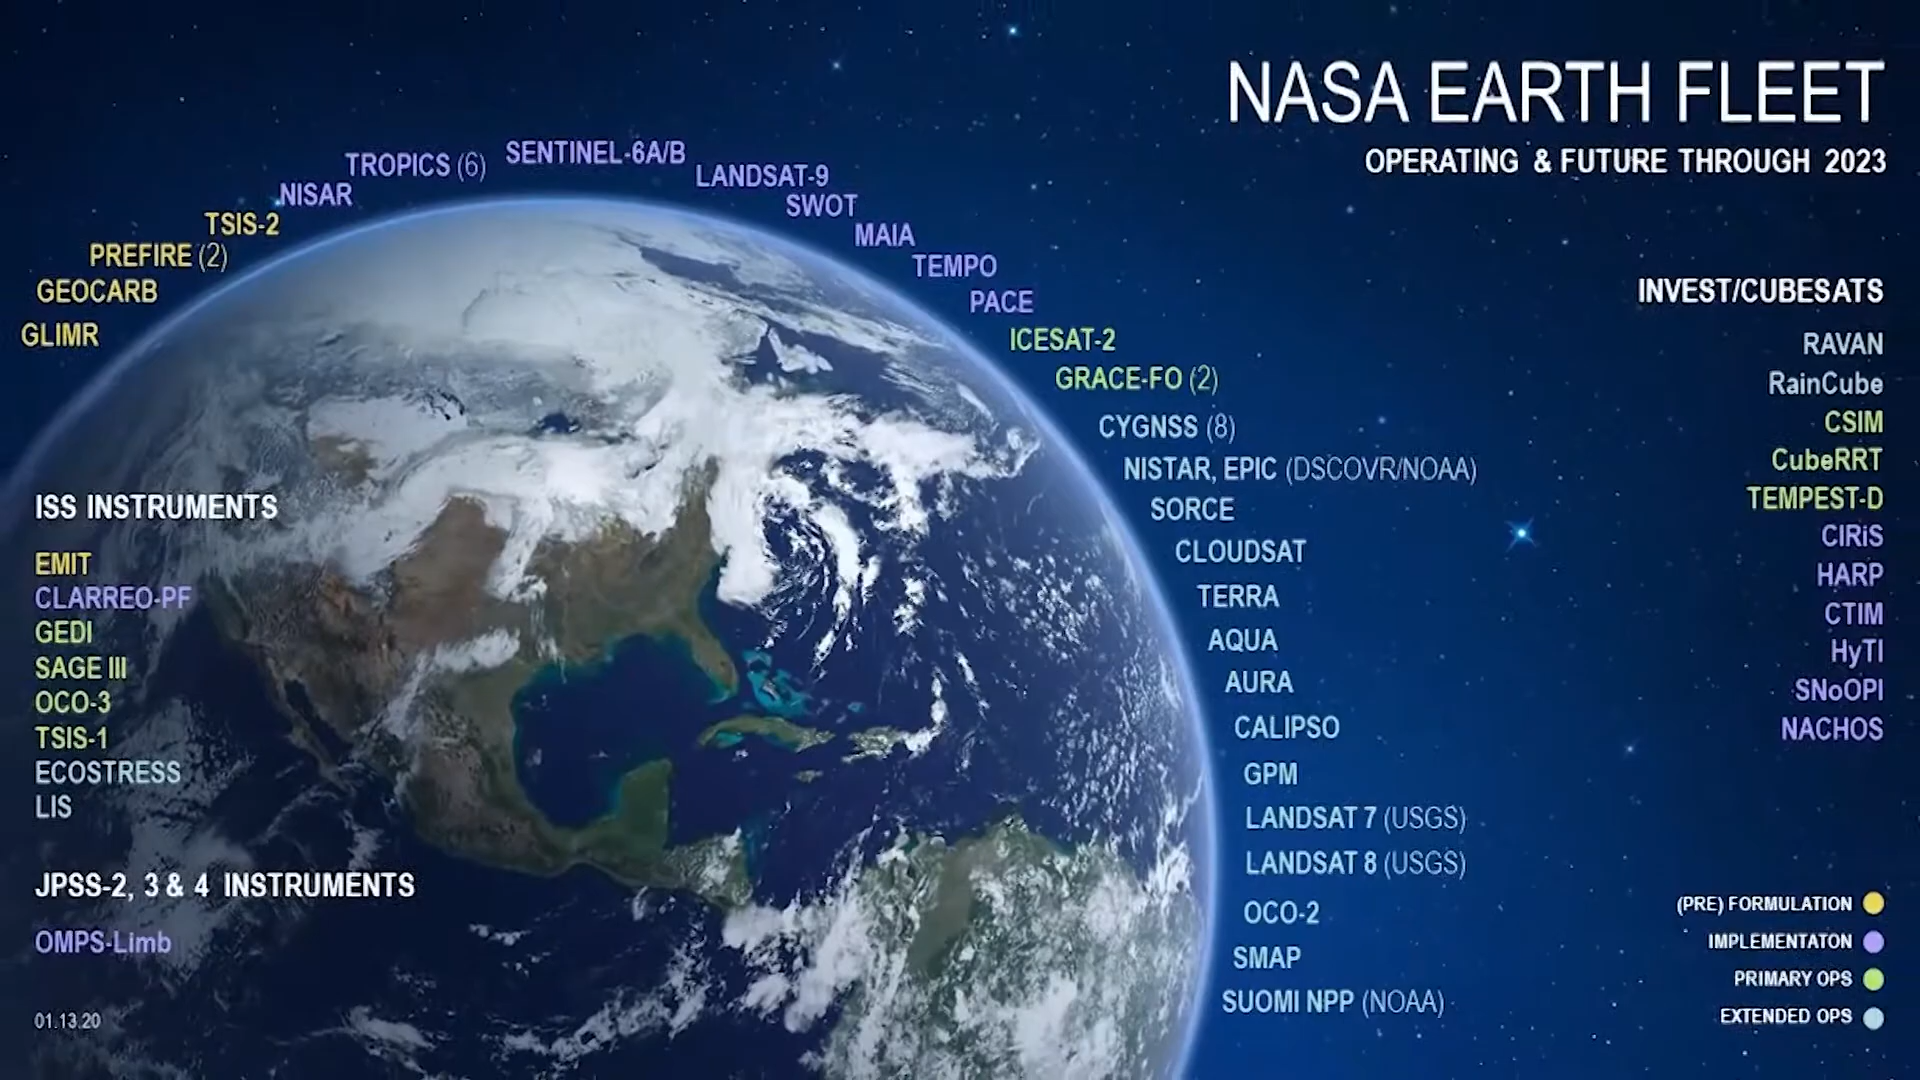 NASA EARTH FLEET
OPERATING & FUTURE THROUGH 2023
GLIMR
GEOCARB
PREFIRE (2)
TSIS-2
NISAR
TROPICS (6)
SENTINEL-6A/B
LANDSAT-9
SWOT
MAIA
TEMPO
PACE
ICESAT-2
GRACE-FO (2)
CYGNSS (8)
NISTAR, EPIC (DSCOVR/NOAA)
SORCE
CLOUDSAT
TERRA
AQUA
AURA
CALIPSO
GPM
LANDSAT 7 (USGS)
LANDSAT 8 (USGS)
OCO-2
SMAP
SUOMI NPP (NOAA)
ISS INSTRUMENTS
EMIT
CLARREO-PF
GEDI
SAGE III
OCO-3
TSIS-1
ECOSTRESS
LIS
JPSS-2, 3 & 4 INSTRUMENTS
OMPS-Limb
01.13.20
INVEST/CUBESATS
RAVAN
RainCube
CSIM
CubeRRT
TEMPEST-D
CIRiS
HARP
CTIM
HyTI
SNoOPI
NACHOS
(PRE) FORMULATION
IMPLEMENTATON
PRIMARY OPS
EXTENDED OPS